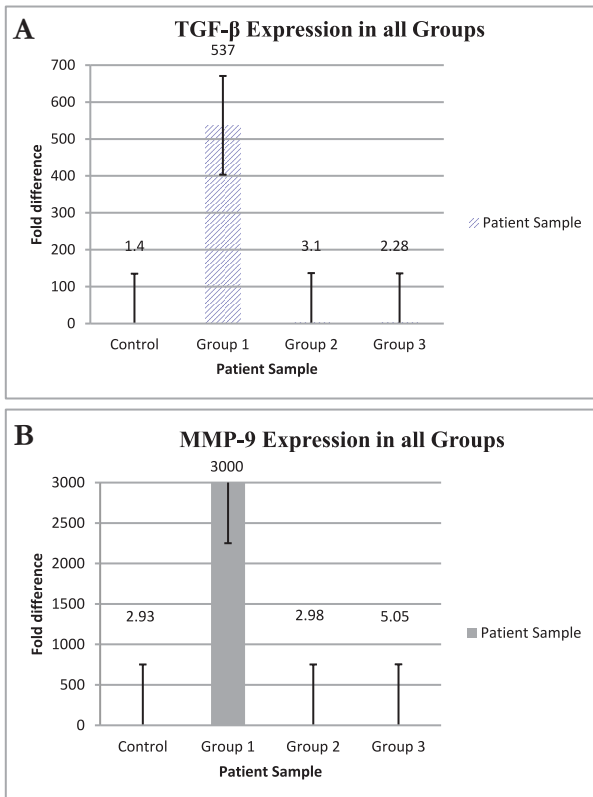 A
TGF-β Expression in all Groups
537
700
600
500
400
300
200
100
0
Fold difference
1.4
3.1
2.28
Patient Sample
Control
Group 1
Group 2
Group 3
Patient Sample
B
MMP-9 Expression in all Groups
3000
3000
2500
2000
1500
1000
500
0
Fold difference
2.93
2.98
5.05
Patient Sample
Control
Group 1
Group 2
Group 3
Patient Sample